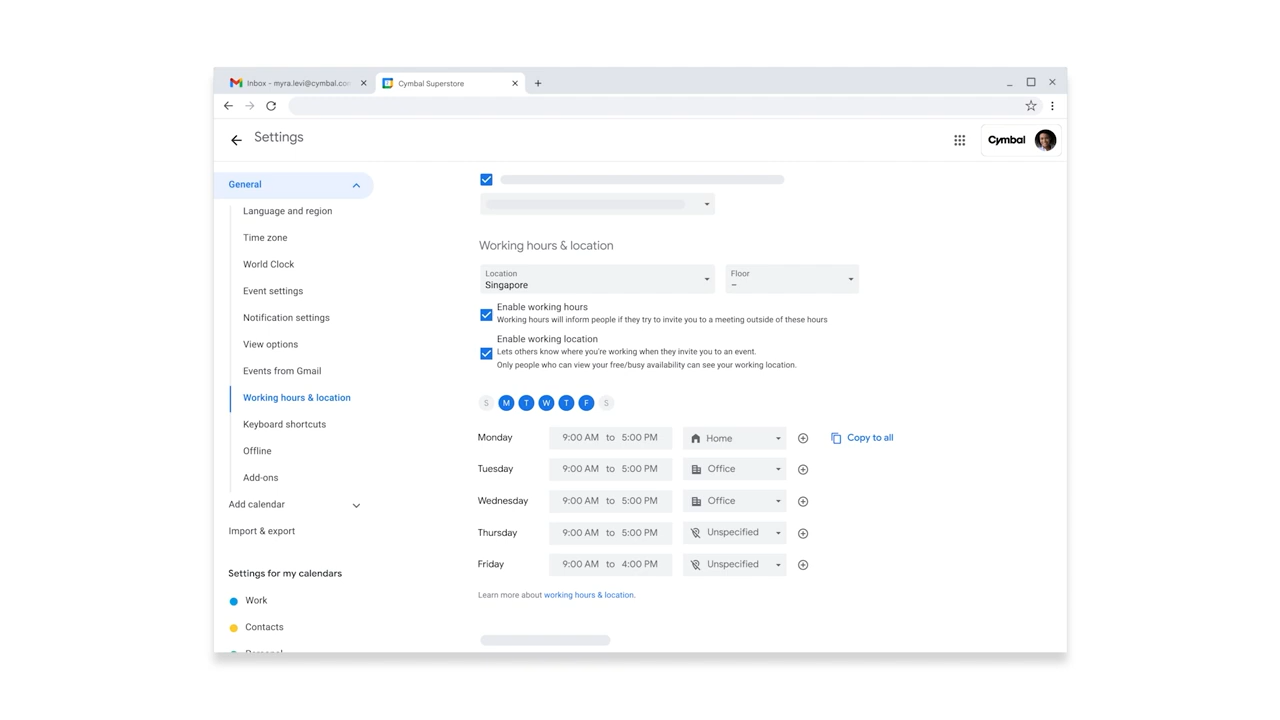 Inbox - myra.levi@cymbal.co
Cymbal Superstore
Settings
Cymbal
General
Language and region
Time zone
World Clock
Event settings
Notification settings
View options
Events from Gmail
Working hours & location
Keyboard shortcuts
Offline
Add-ons
Add calendar
Import & export
Settings for my calendars
Work
Contacts
Personal
Working hours & location
Location
Singapore
Floor
–
Enable working hours
Working hours will inform people if they try to invite you to a meeting outside of these hours
Enable working location
Lets others know where you're working when they invite you to an event.
Only people who can view your free/busy availability can see your working location.
S M T W T F S
Monday 9:00 AM to 5:00 PM Home Copy to all
Tuesday 9:00 AM to 5:00 PM Office
Wednesday 9:00 AM to 5:00 PM Office
Thursday 9:00 AM to 5:00 PM Unspecified
Friday 9:00 AM to 4:00 PM Unspecified
Learn more about working hours & location.